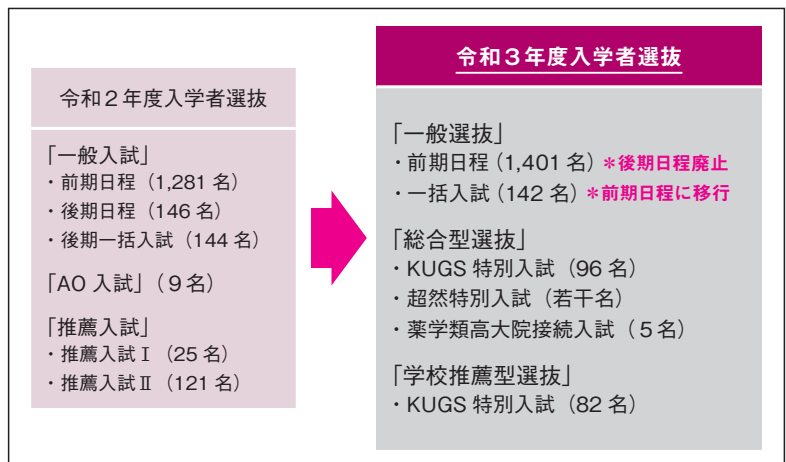 令和２年度入学者選抜
「一般入試」
・前期日程（1,281 名）
・後期日程（146 名）
・後期一括入試（144 名）
「AO 入試」（９名）
「推薦入試」
・推薦入試Ⅰ（25 名）
・推薦入試Ⅱ（121 名）
令和３年度入学者選抜
「一般選抜」
・前期日程（1,401 名）＊後期日程廃止
・一括入試（142 名）＊前期日程に移行
「総合型選抜」
・KUGS 特別入試（96 名）
・超然特別入試（若干名）
・薬学類高大院接続入試（５名）
「学校推薦型選抜」
・KUGS 特別入試（82 名）